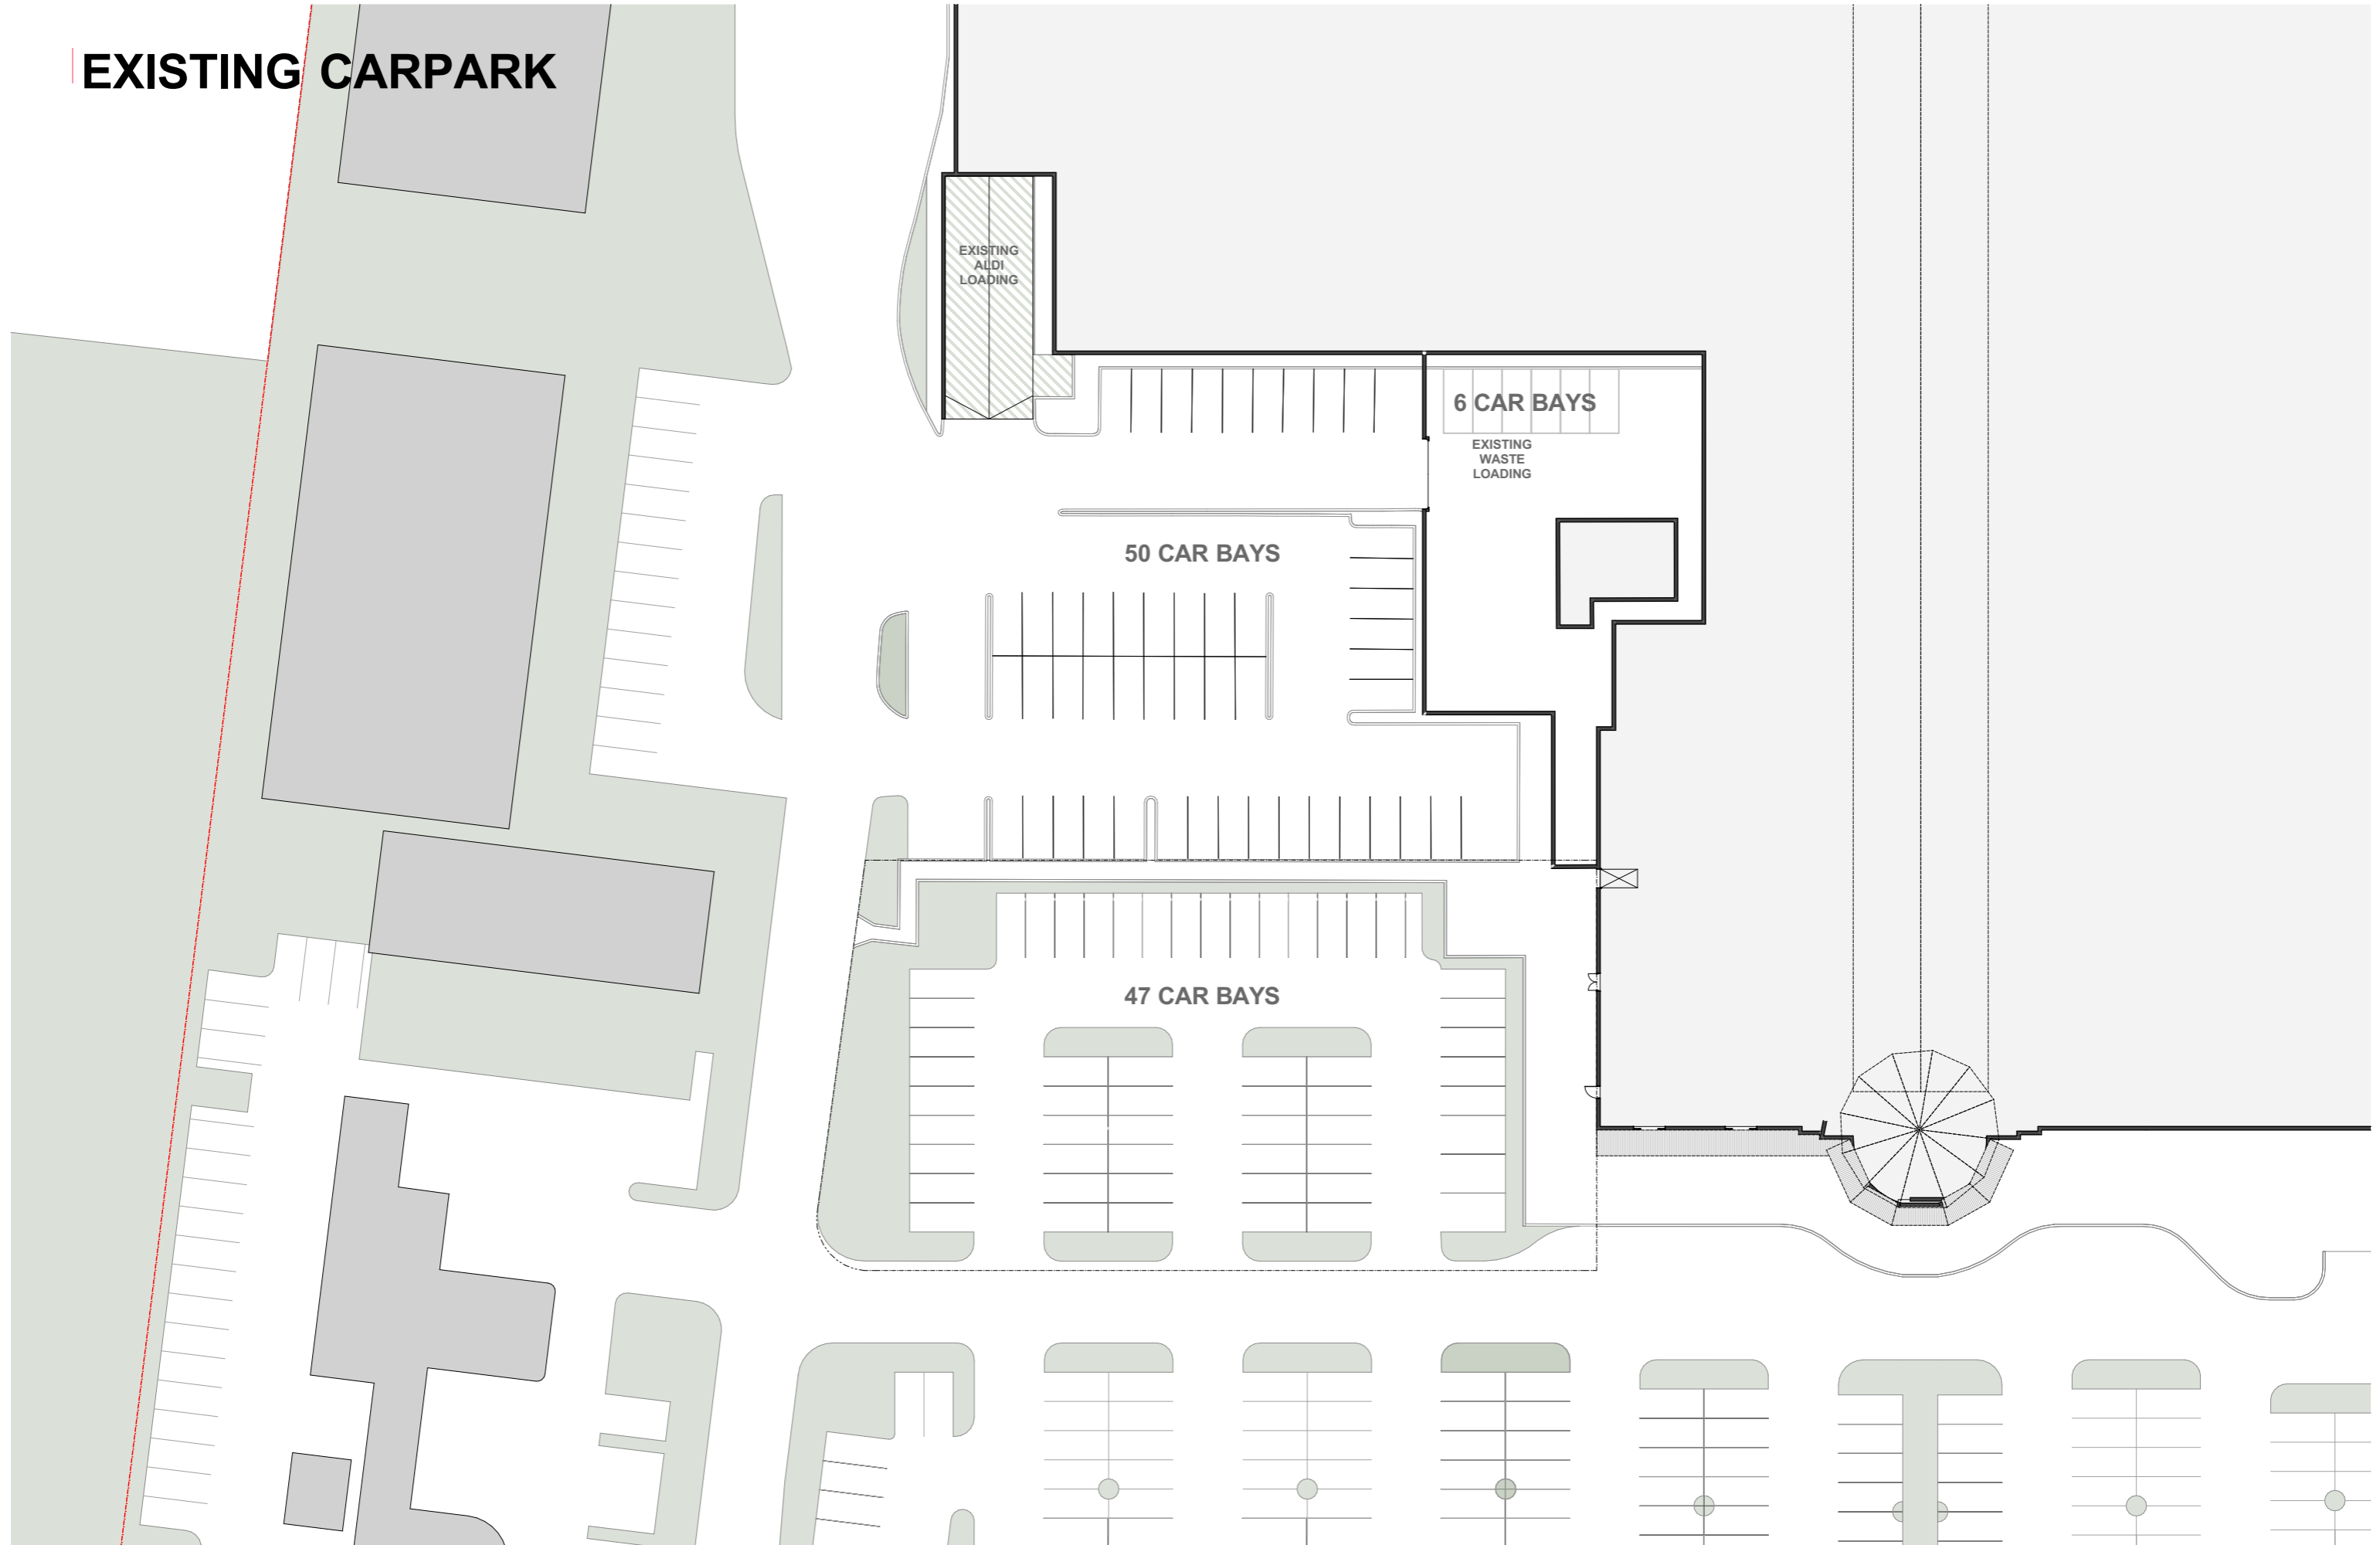 EXISTING CARPARK
EXISTING
ALDI
LOADING
6 CAR BAYS
EXISTING
WASTE
LOADING
50 CAR BAYS
47 CAR BAYS